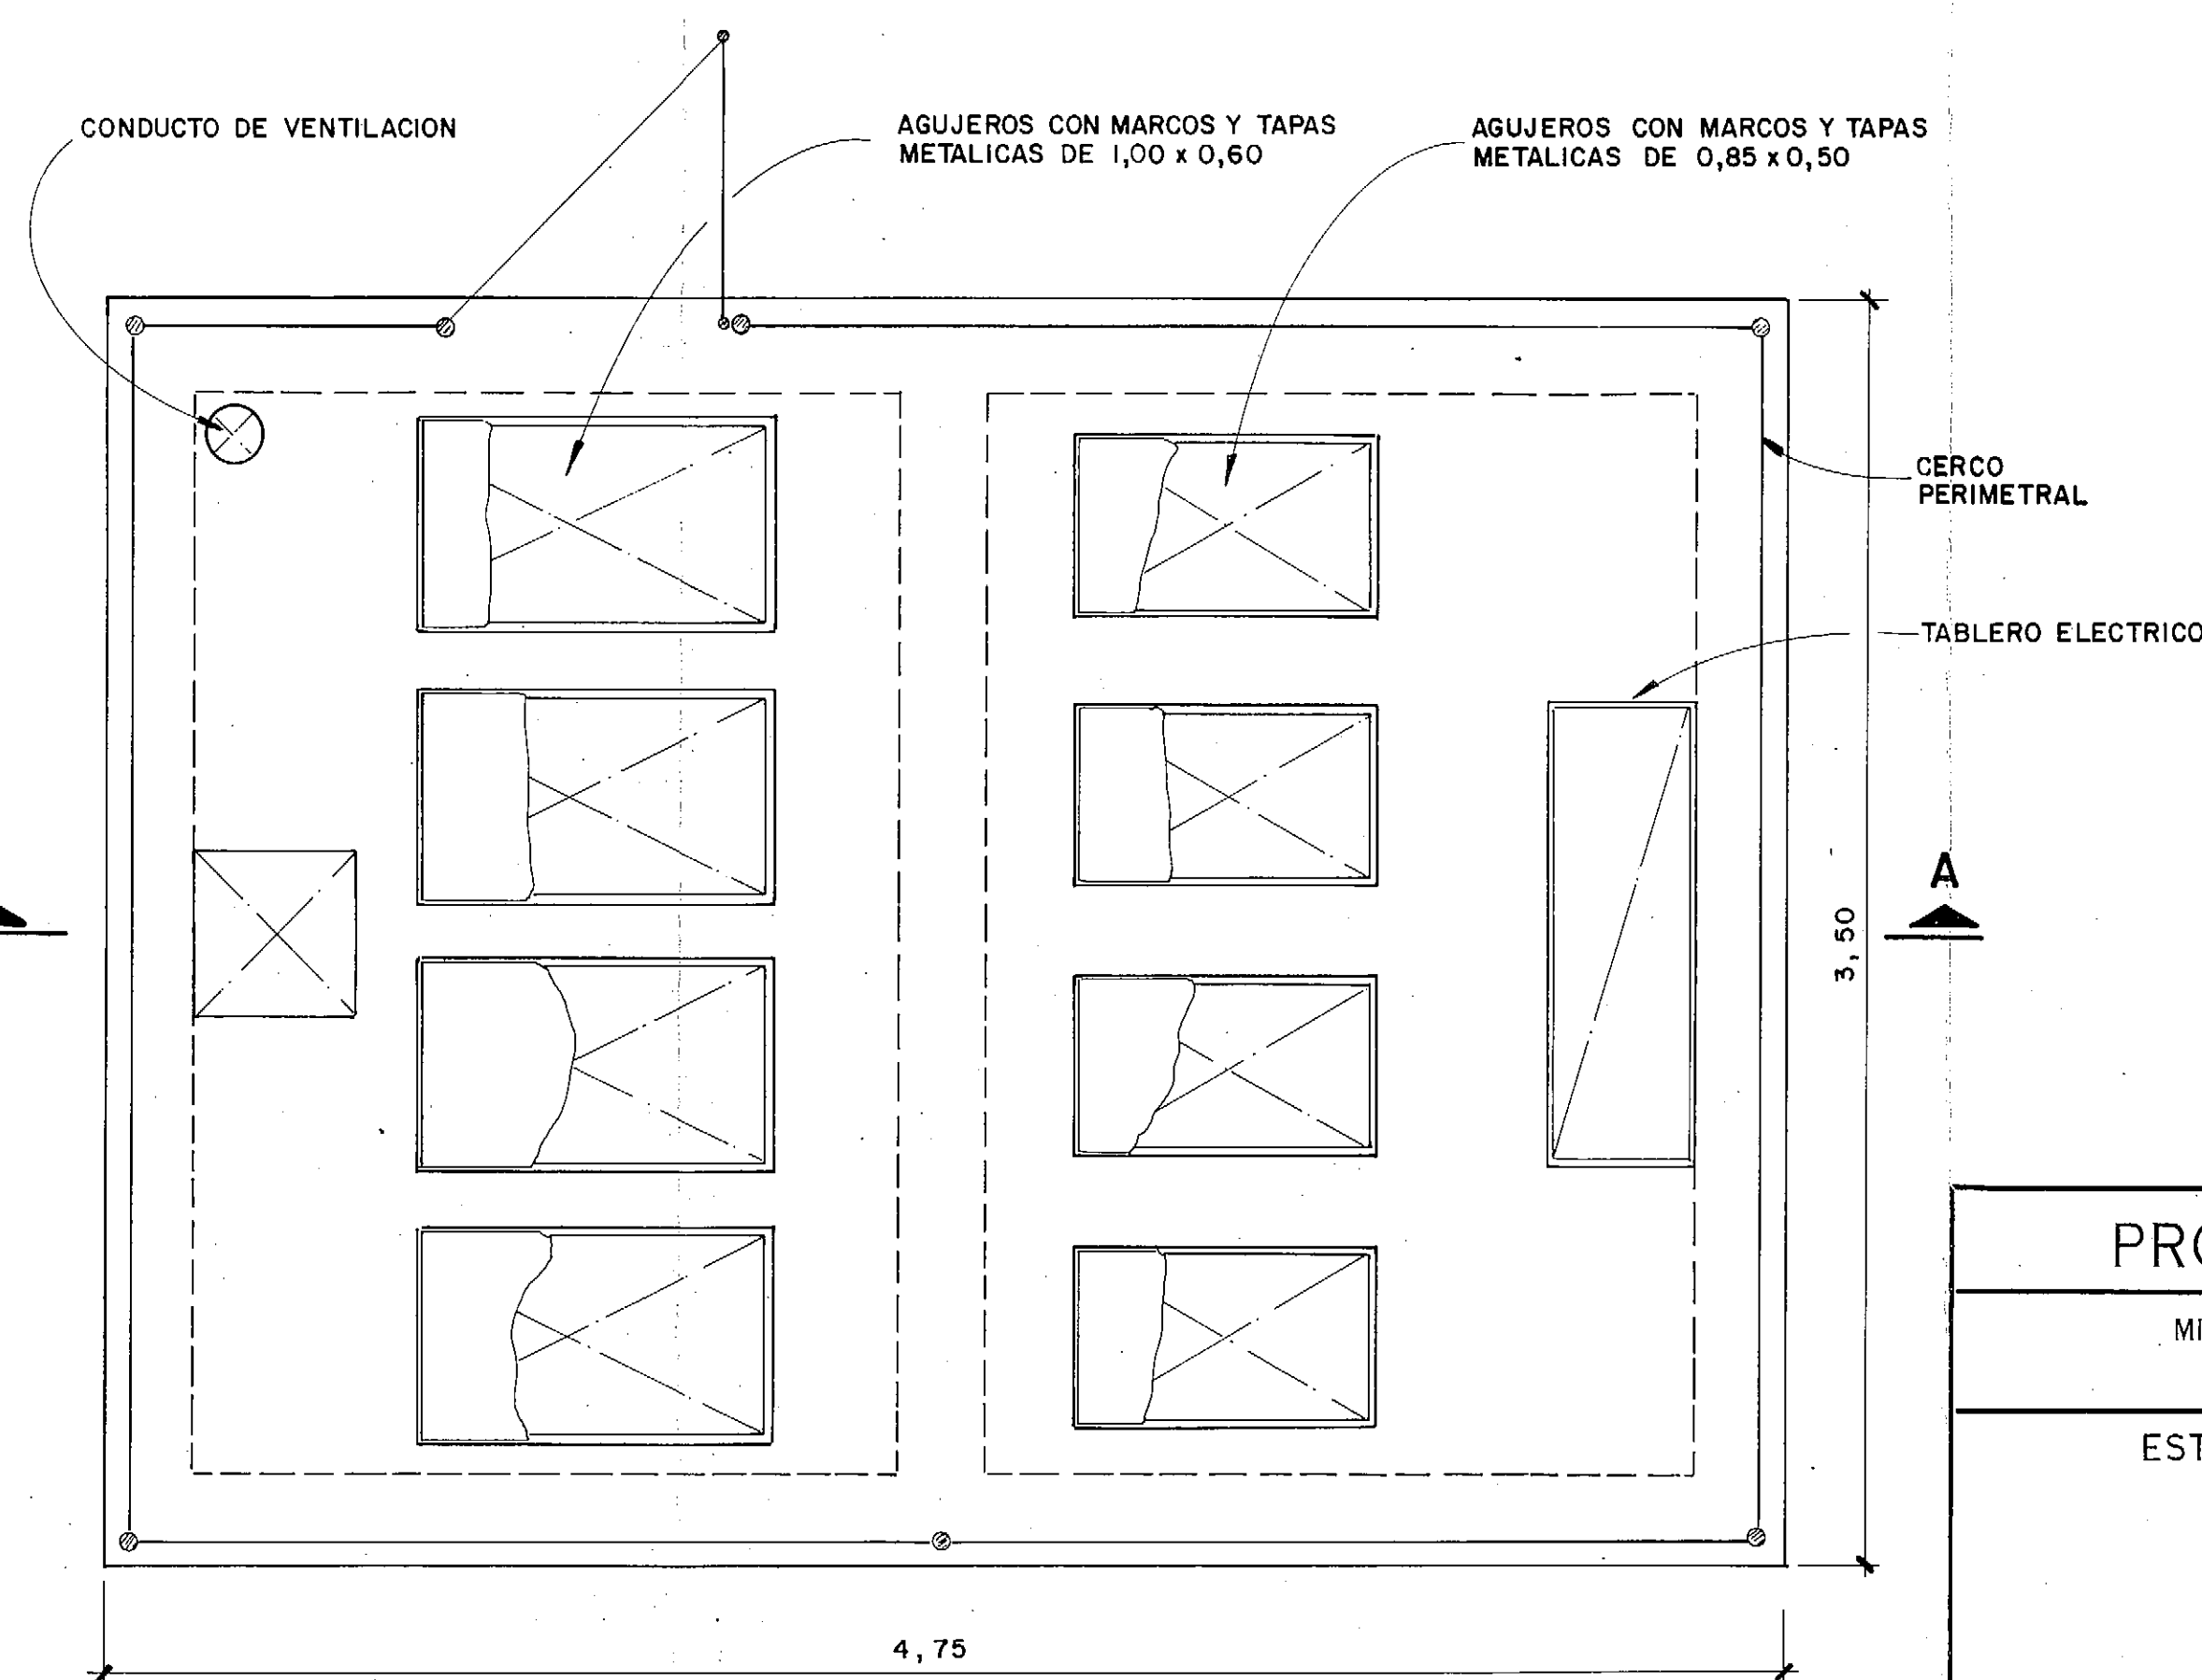 CONDUCTO DE VENTILACION
AGUJEROS CON MARCOS Y TAPAS
METALICAS DE 1,00 x 0,60
AGUJEROS CON MARCOS Y TAPAS
METALICAS DE 0,85 x 0,50
CERCO
PERIMETRAL
TABLERO ELECTRICO
A
3,50
4,75